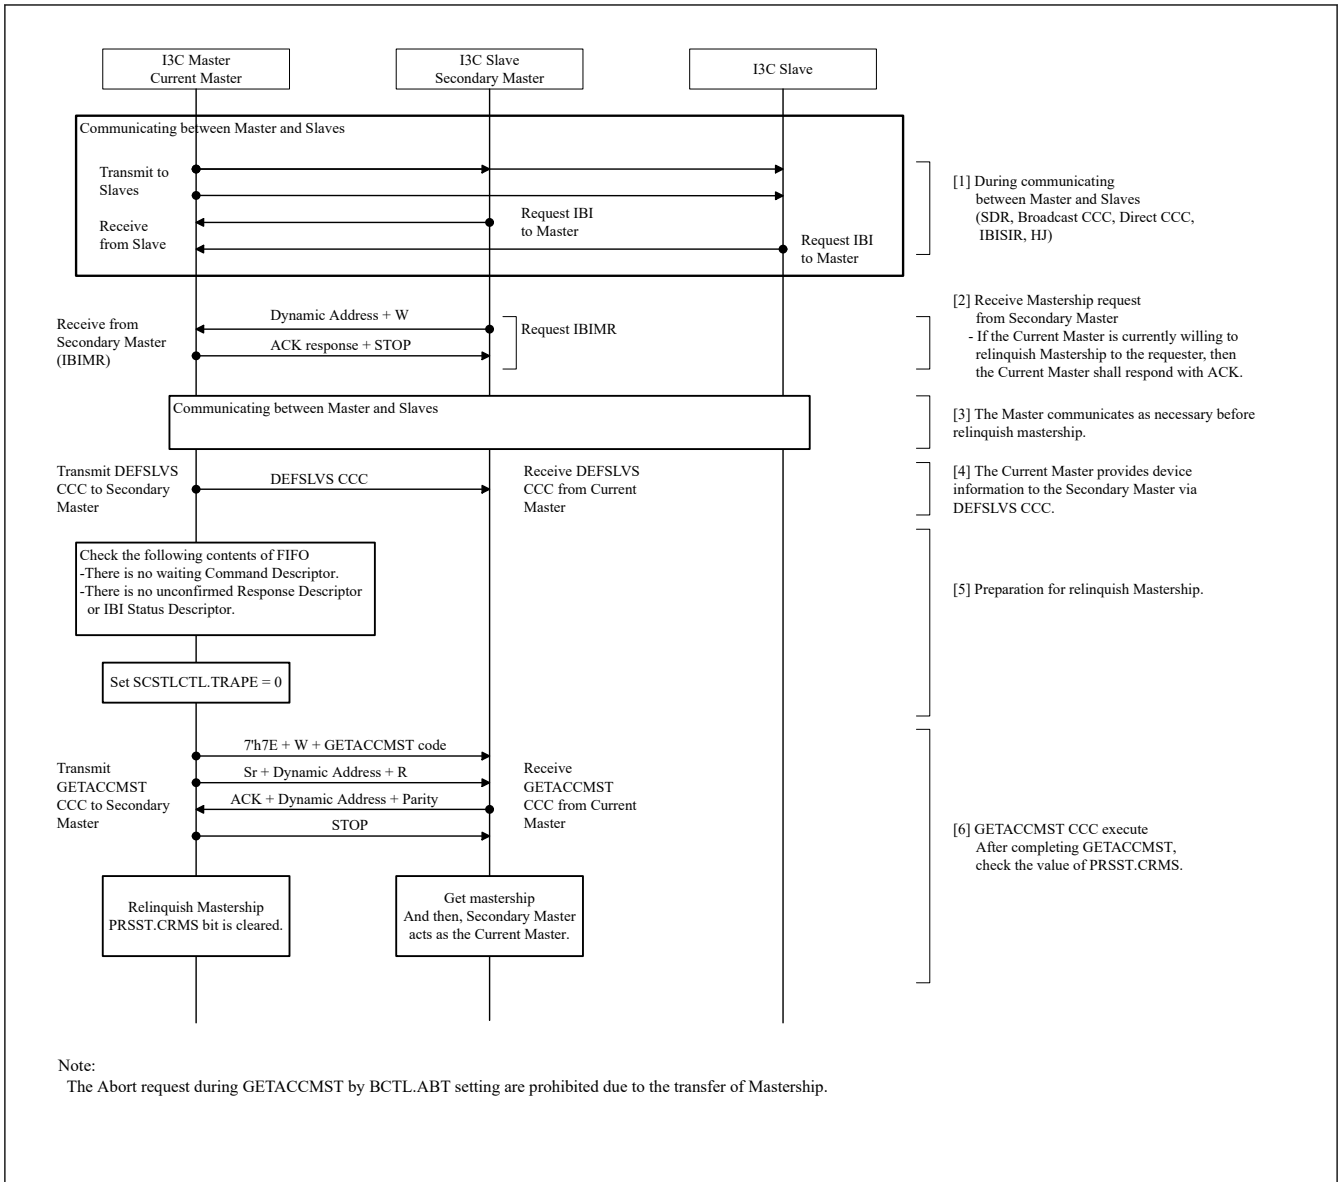 I3C Master
Current Master
I3C Slave
Secondary Master
I3C Slave
Communicating between Master and Slaves
Transmit to
Slaves
Receive
from Slave
Request IBI
to Master
Request IBI
to Master
[1] During communicating
between Master and Slaves
(SDR, Broadcast CCC, Direct CCC,
IBISIR, HJ)
Receive from
Secondary Master
(IBIMR)
Dynamic Address + W
ACK response + STOP
Request IBIMR
[2] Receive Mastership request
from Secondary Master
- If the Current Master is currently willing to
relinquish Mastership to the requester, then
the Current Master shall respond with ACK.
Communicating between Master and Slaves
[3] The Master communicates as necessary before
relinquish mastership.
Transmit DEFSLVS
CCC to Secondary
Master
DEFSLVS CCC
Receive DEFSLVS
CCC from Current
Master
[4] The Current Master provides device
information to the Secondary Master via
DEFSLVS CCC.
Check the following contents of FIFO
-There is no waiting Command Descriptor.
-There is no unconfirmed Response Descriptor
or IBI Status Descriptor.
[5] Preparation for relinquish Mastership.
Set SCSTLCTL.TRAPE = 0
Transmit
GETACCMST
CCC to Secondary
Master
7'h7E + W + GETACCMST code
Sr + Dynamic Address + R
ACK + Dynamic Address + Parity
STOP
Receive
GETACCMST
CCC from Current
Master
[6] GETACCMST CCC execute
After completing GETACCMST,
check the value of PRSST.CRMS.
Relinquish Mastership
PRSST.CRMS bit is cleared.
Get mastership
And then, Secondary Master
acts as the Current Master.
Note:
The Abort request during GETACCMST by BCTL.ABT setting are prohibited due to the transfer of Mastership.